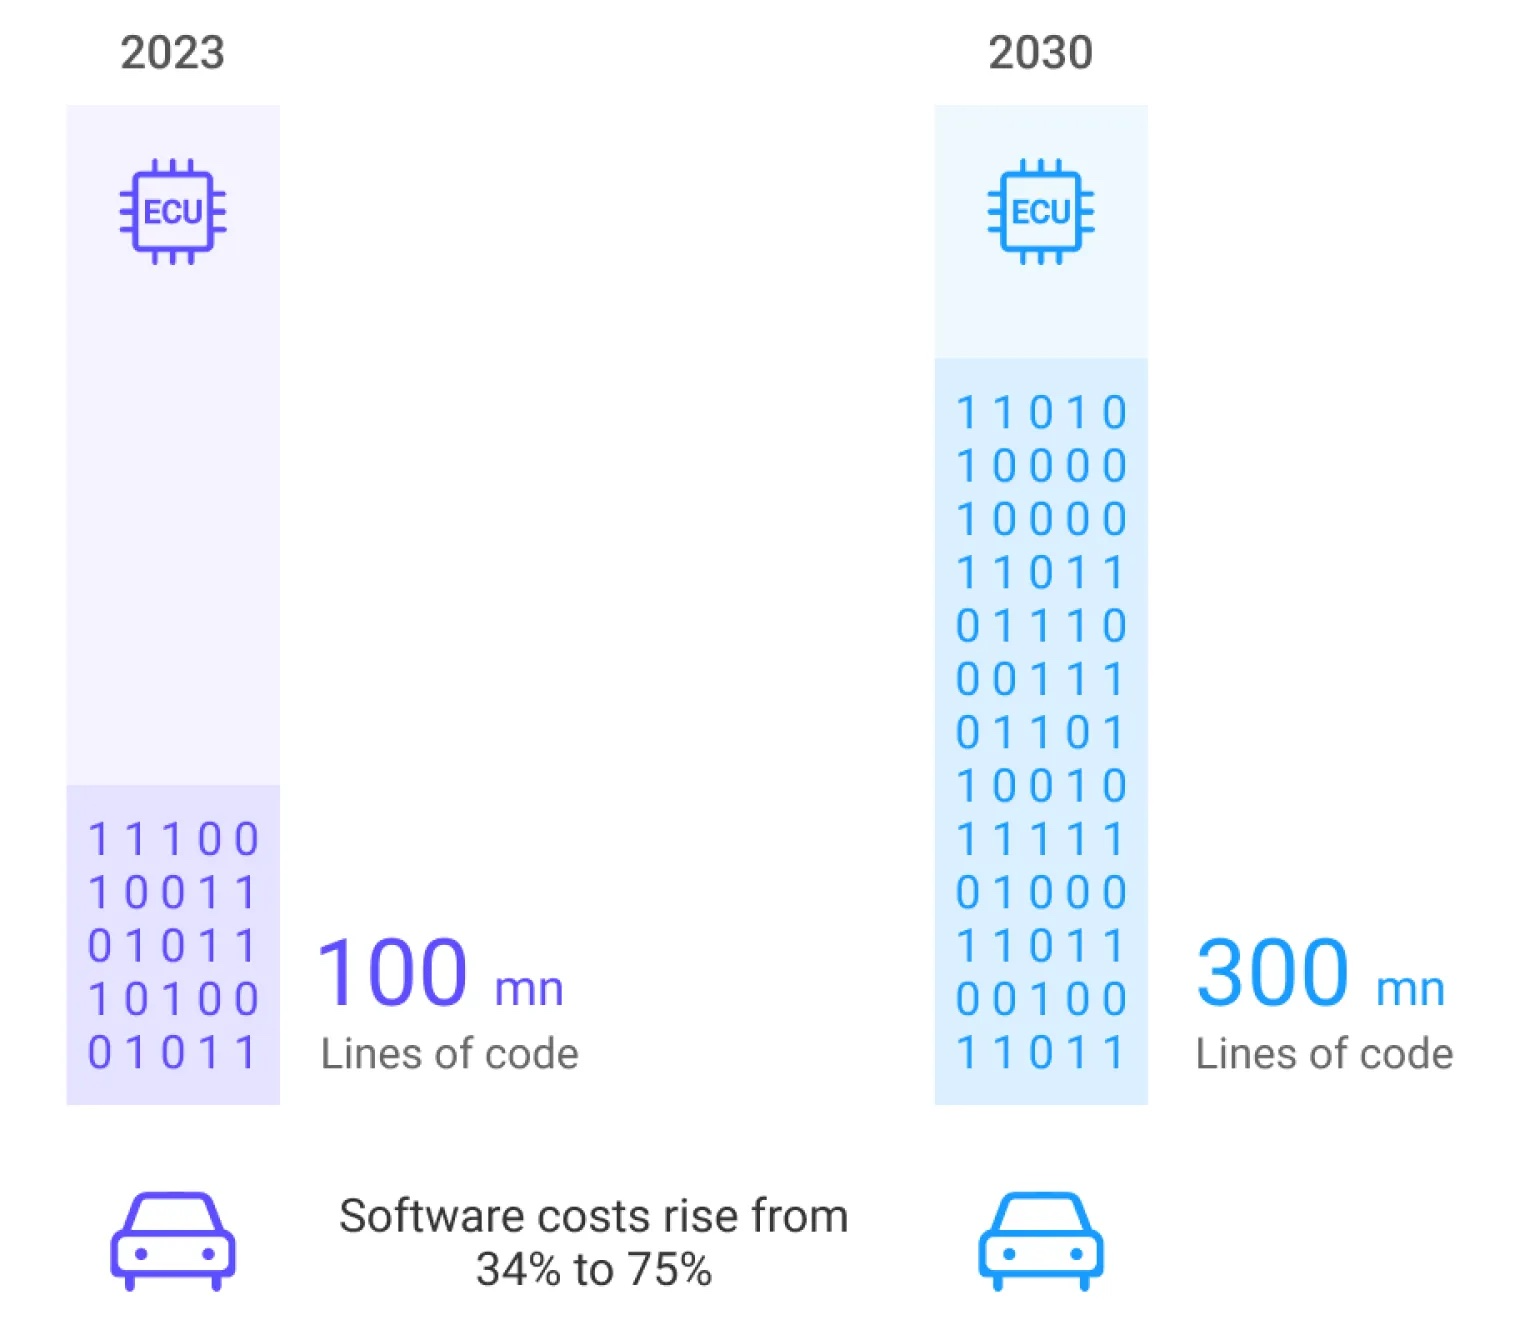 2023
ECU
1 1 1 0 0
1 0 0 1 1
0 1 0 1 1
1 0 1 0 0
0 1 0 1 1
100 mn
Lines of code
2030
ECU
1 1 0 1 0
1 0 0 0 0
1 0 0 0 0
1 1 0 1 1
0 1 1 1 0
0 0 1 1 1
0 1 1 0 1
1 0 0 1 0
1 1 1 1 1
0 1 0 0 0
1 1 0 1 1
0 0 1 0 0
1 1 0 1 1
300 mn
Lines of code
Software costs rise from
34% to 75%